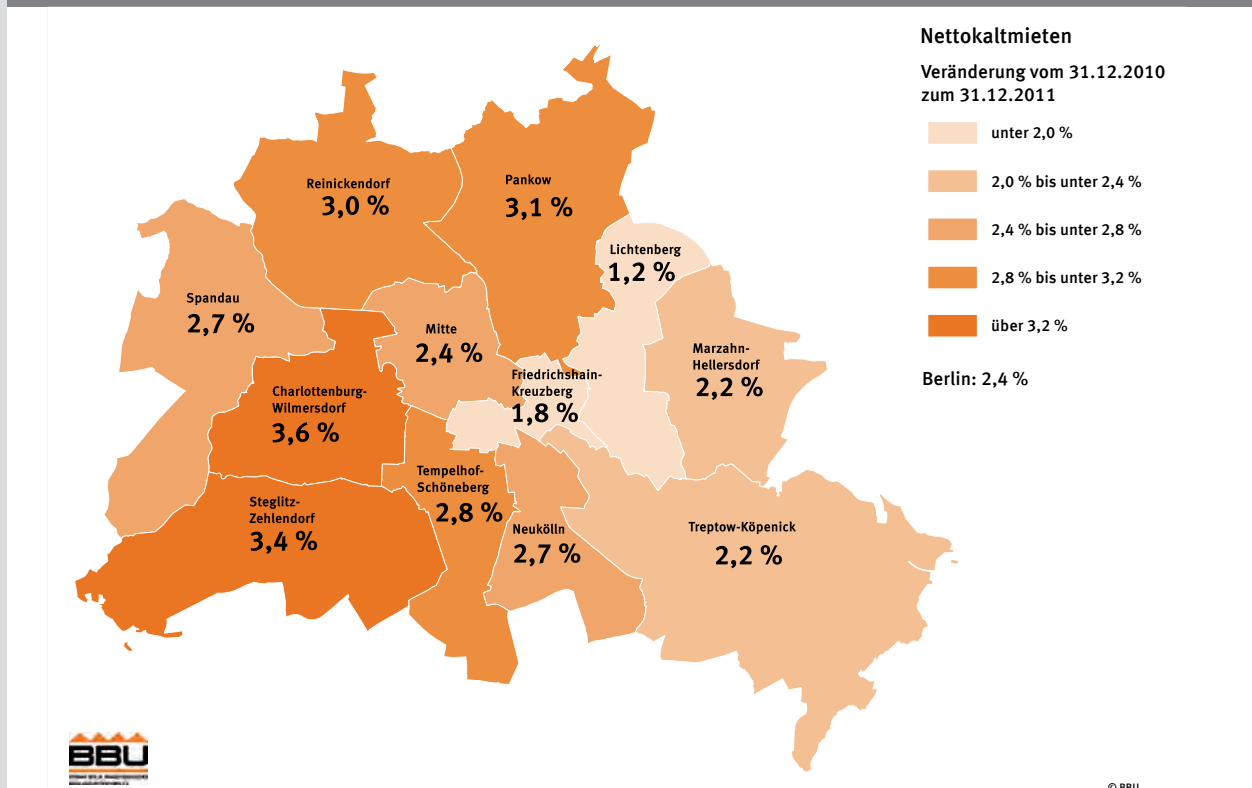 Nettokaltmieten
Veränderung vom 31.12.2010
zum 31.12.2011
unter 2,0 %
2,0 % bis unter 2,4 %
2,4 % bis unter 2,8 %
2,8 % bis unter 3,2 %
über 3,2 %
Berlin: 2,4 %
Reinickendorf
3,0 %
Pankow
3,1 %
Lichtenberg
1,2 %
Spandau
2,7 %
Mitte
2,4 %
Marzahn-
Hellersdorf
2,2 %
Friedrichshain-
Kreuzberg
1,8 %
Charlottenburg-
Wilmersdorf
3,6 %
Tempelhof-
Schöneberg
2,8 %
Steglitz-
Zehlendorf
3,4 %
Neukölln
2,7 %
Treptow-Köpenick
2,2 %
BBU
© BBU